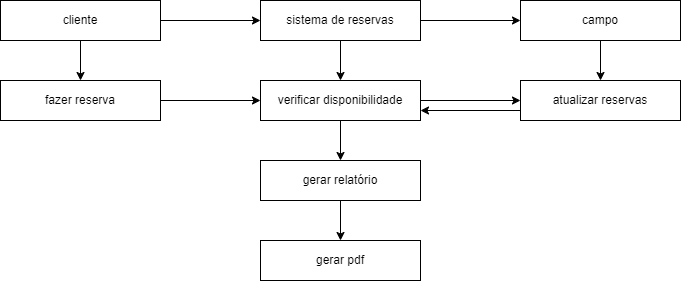 cliente
sistema de reservas
campo
fazer reserva
verificar disponibilidade
atualizar reservas
gerar relatório
gerar pdf